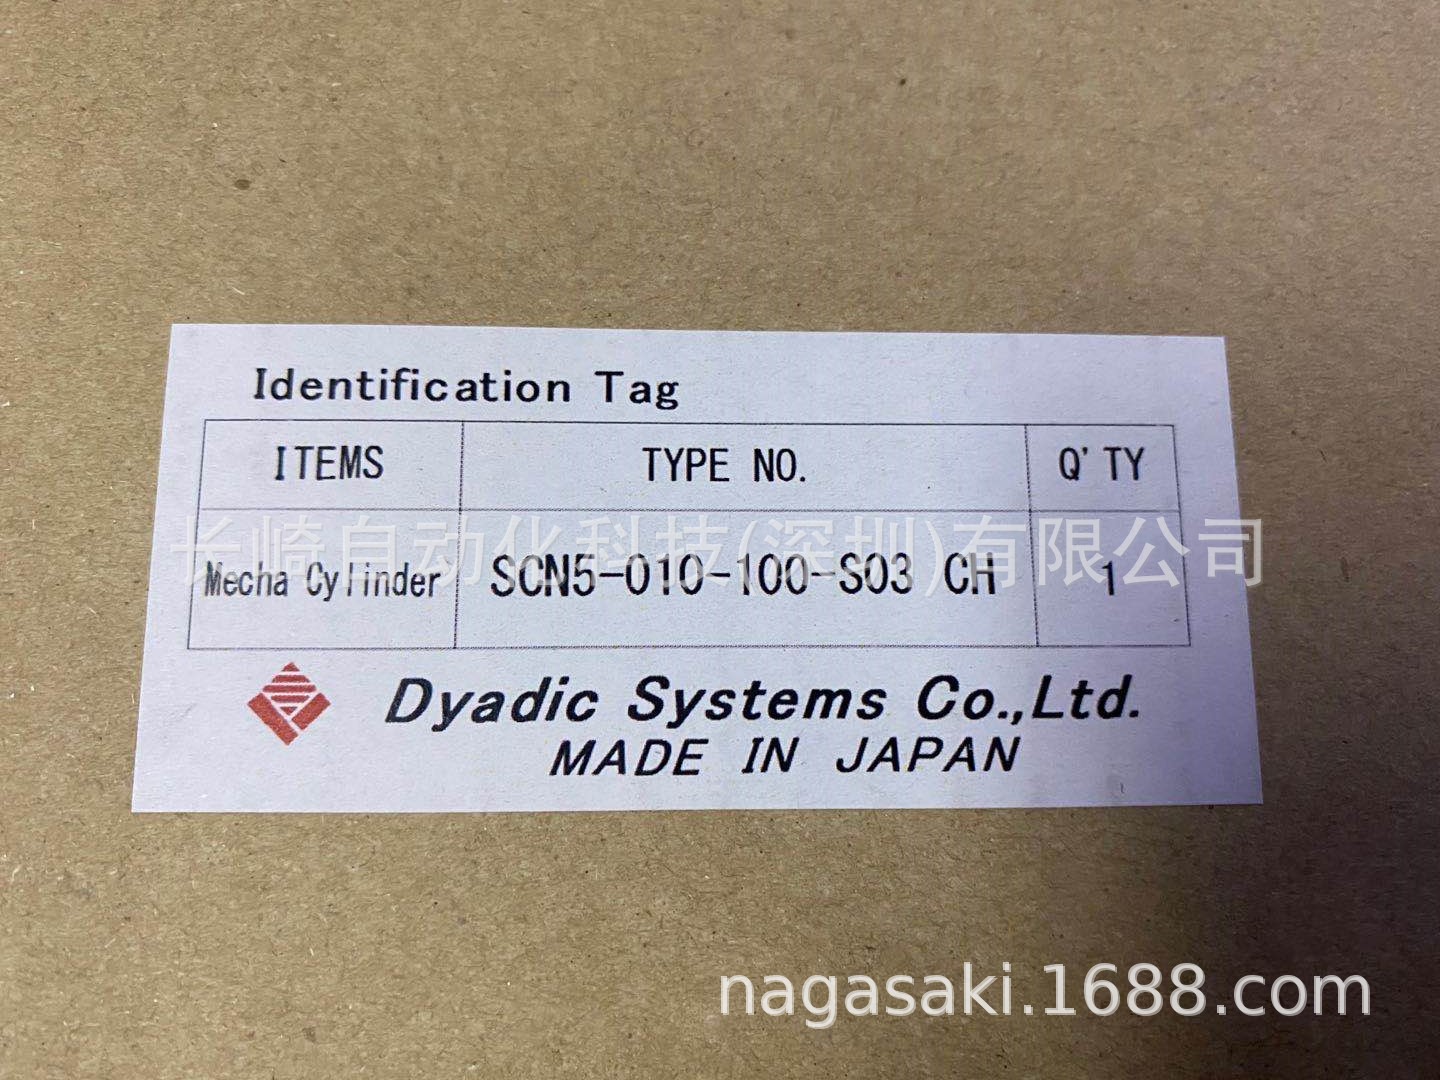 Identification Tag
ITEMS TYPE NO. Q'TY
长崎自动化科技(深圳)有限公司
Mecha Cylinder SCN5-010-100-S03 CH 1
Dyadic Systems Co.,Ltd.
MADE IN JAPAN
nagasaki.1688.com